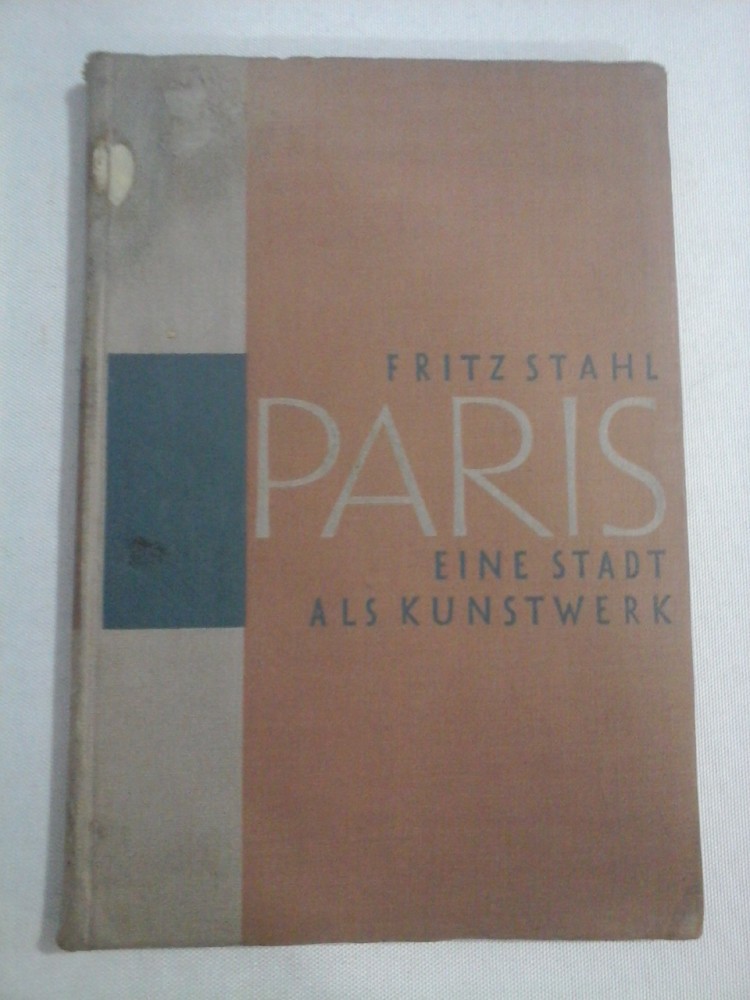 FRITZ STAHL
PARIS
EINE STADT
ALS KUNSTWERK